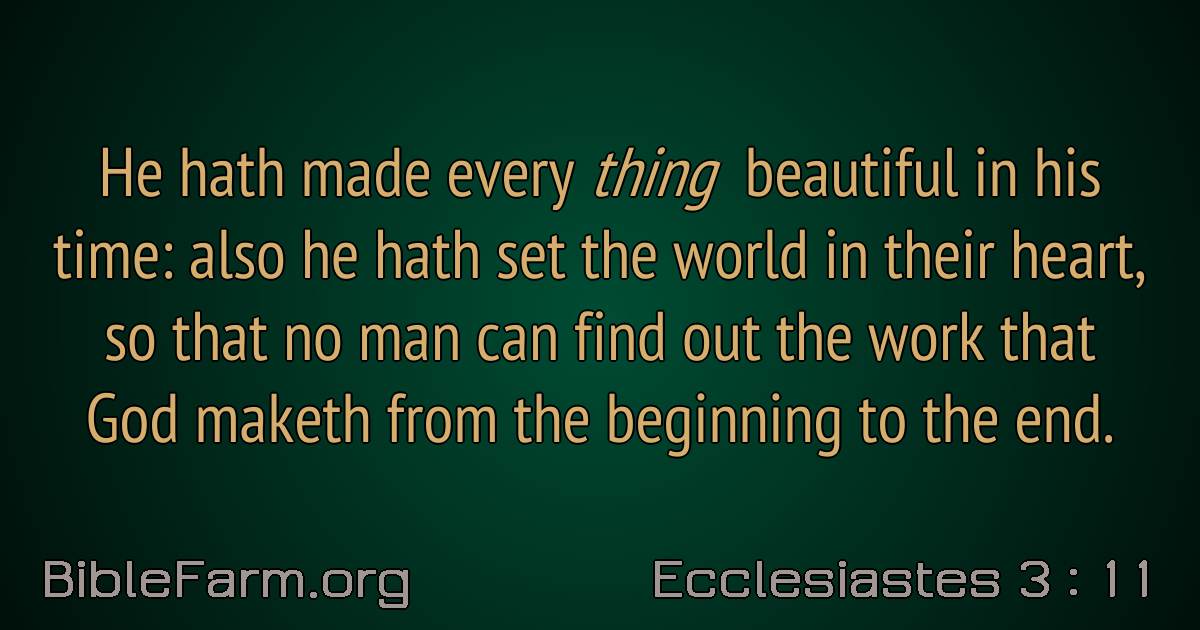 He hath made every thing beautiful in his
time: also he hath set the world in their heart,
so that no man can find out the work that
God maketh from the beginning to the end.
BibleFarm.org
Ecclesiastes 3 : 11